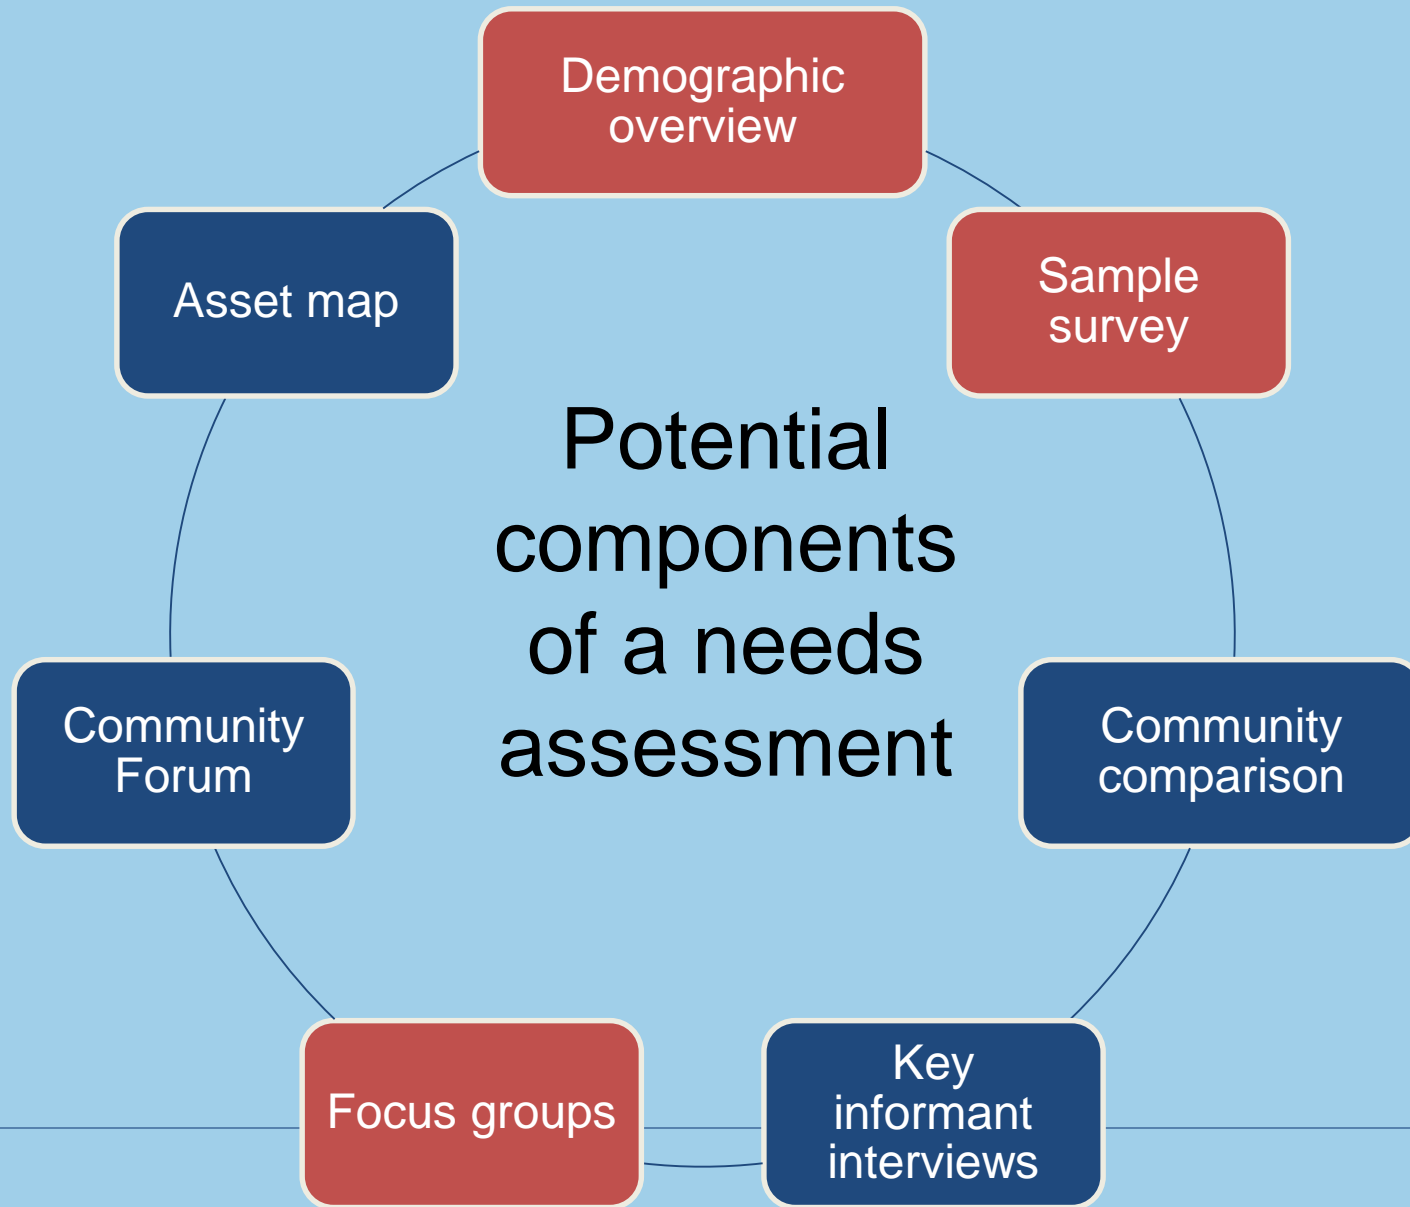 Demographic
overview
Sample
survey
Community
comparison
Key
informant
interviews
Focus groups
Community
Forum
Asset map
Potential
components
of a needs
assessment